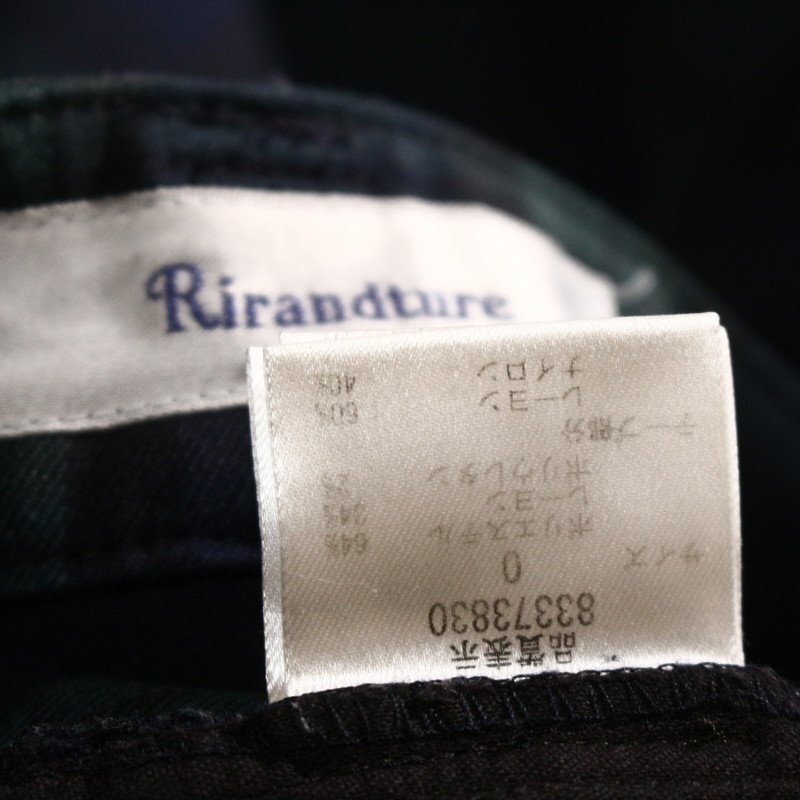 Rirandture
品質表示
83373830
サイズ 0
ポリエステル 64%
レーヨン 34%
ポリウレタン 2%
テープ部分
レーヨン 60%
ナイロン 40%